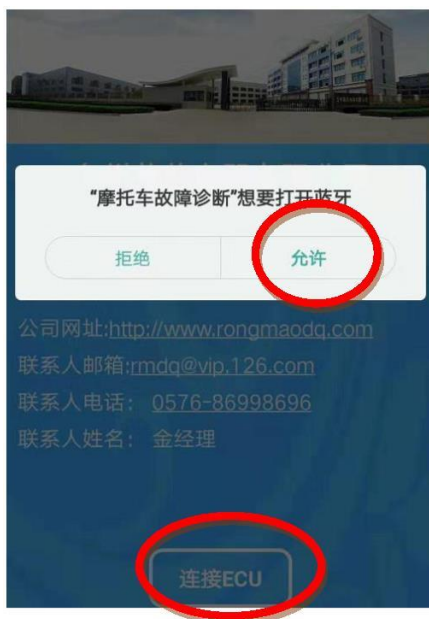 “摩托车故障诊断”想要打开蓝牙
拒绝
允许
公司网址:http://www.rongmaodq.com
联系人邮箱:rmdq@vip.126.com
联系人电话: 0576-86998696
联系人姓名: 金经理
连接ECU